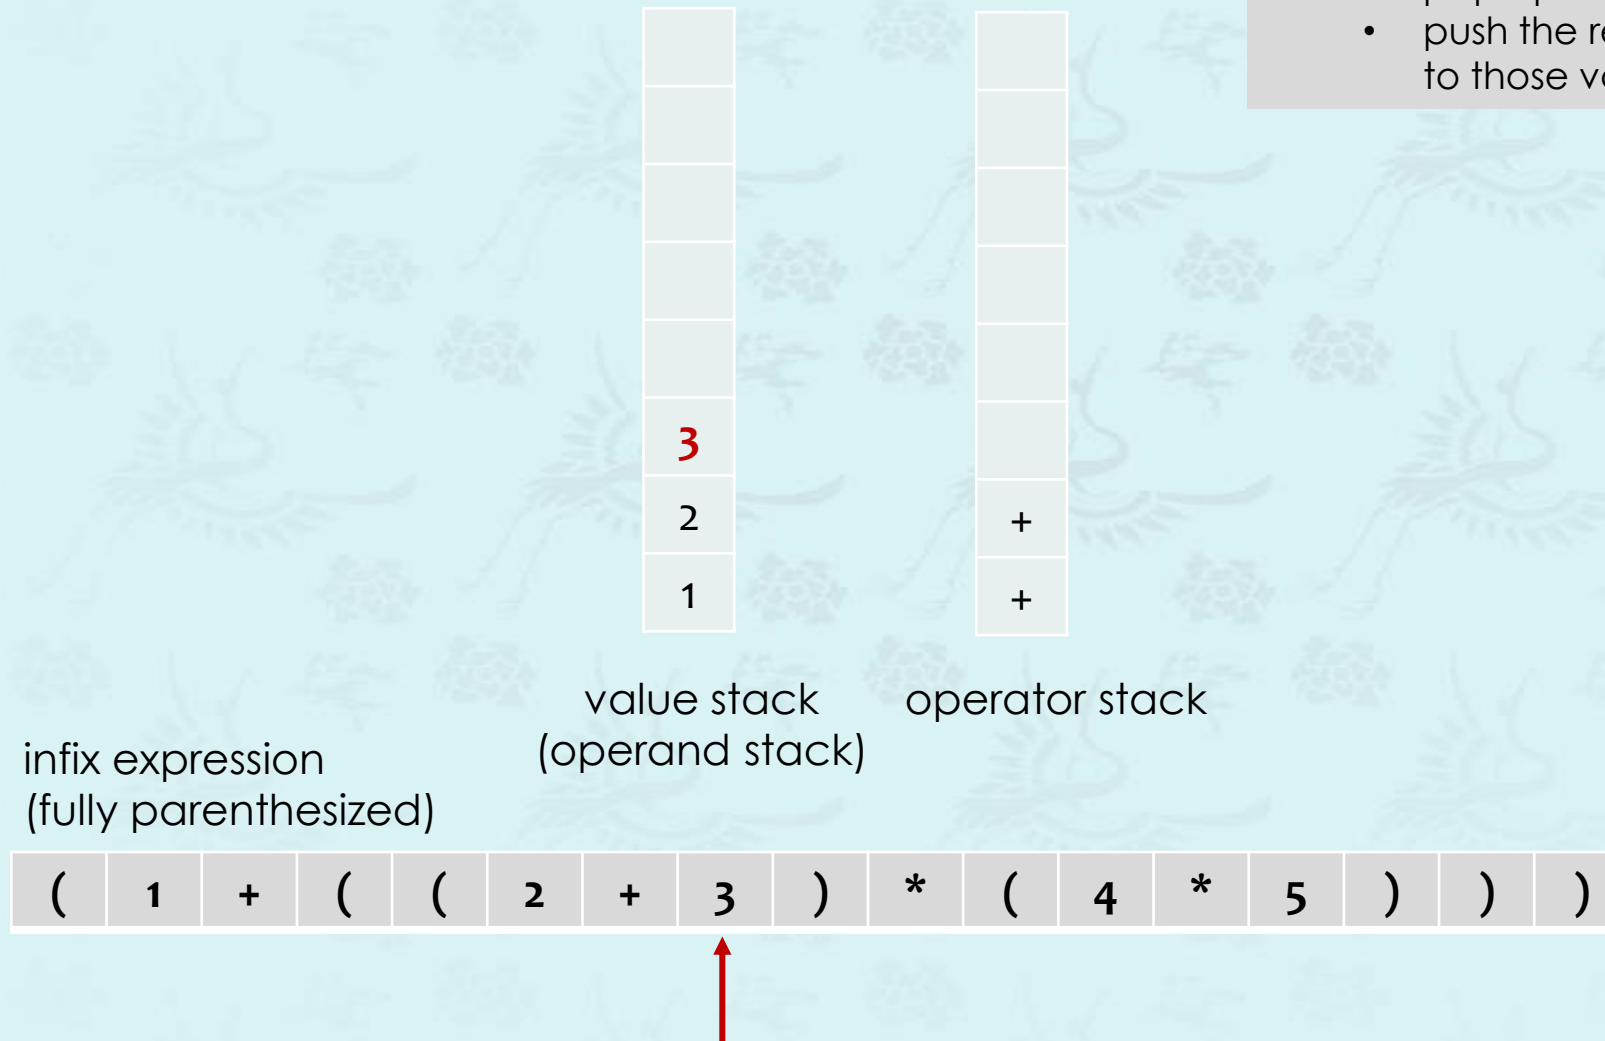 push the re
to those v
3
2
1
+
+
value stack
(operand stack)
operator stack
infix expression
(fully parenthesized)
( 1 + ( ( 2 + 3 ) * ( 4 * 5 ) ) )